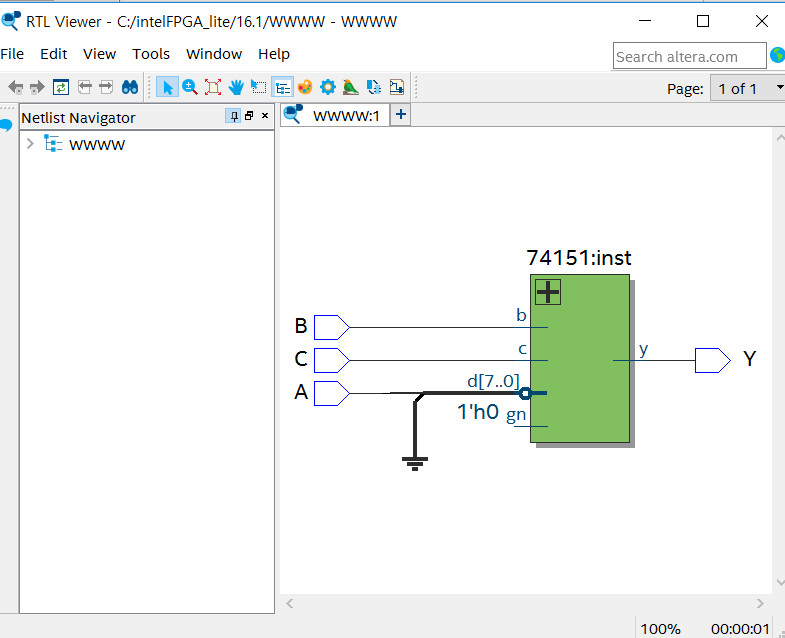 RTL Viewer - C:/intelFPGA_lite/16.1/WWWW - WWWW
File Edit View Tools Window Help
Search altera.com
Page: 1 of 1
Netlist Navigator
WWWW:1
WWWW
74151:inst
B
b
C
c
y
Y
A
d[7..0]
1'h0 gn
100% 00:00:01